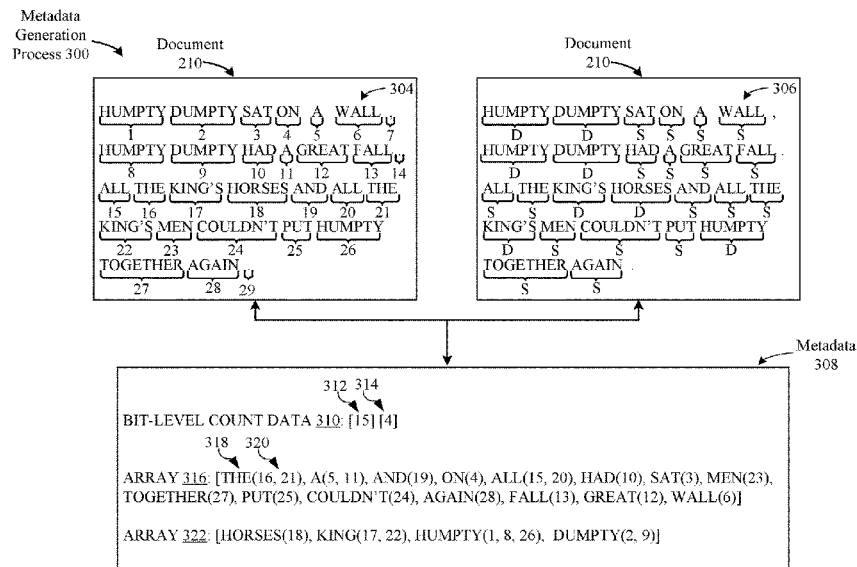 Metadata
Generation
Process 300
Document
210
304
HUMPTY DUMPTY SAT ON A WALL ,
1 2 3 4 5 6 7
HUMPTY DUMPTY HAD A GREAT FALL .
8 9 10 11 12 13 14
ALL THE KING'S HORSES AND ALL THE
15 16 17 18 19 20 21
KING'S MEN COULDN'T PUT HUMPTY
22 23 24 25 26
TOGETHER AGAIN .
27 28 29
Document
210
306
HUMPTY DUMPTY SAT ON A WALL ,
D D S S S S
HUMPTY DUMPTY HAD A GREAT FALL .
D D S S S S
ALL THE KING'S HORSES AND ALL THE
S S D D S S S
KING'S MEN COULDN'T PUT HUMPTY
D S S S D
TOGETHER AGAIN .
S S
Metadata
308
312 314
BIT-LEVEL COUNT DATA 310: [15] [4]
318 320
ARRAY 316: [THE(16, 21), A(5, 11), AND(19), ON(4), ALL(15, 20), HAD(10), SAT(3), MEN(23),
TOGETHER(27), PUT(25), COULDN'T(24), AGAIN(28), FALL(13), GREAT(12), WALL(6)]
ARRAY 322: [HORSES(18), KING(17, 22), HUMPTY(1, 8, 26), DUMPTY(2, 9)]